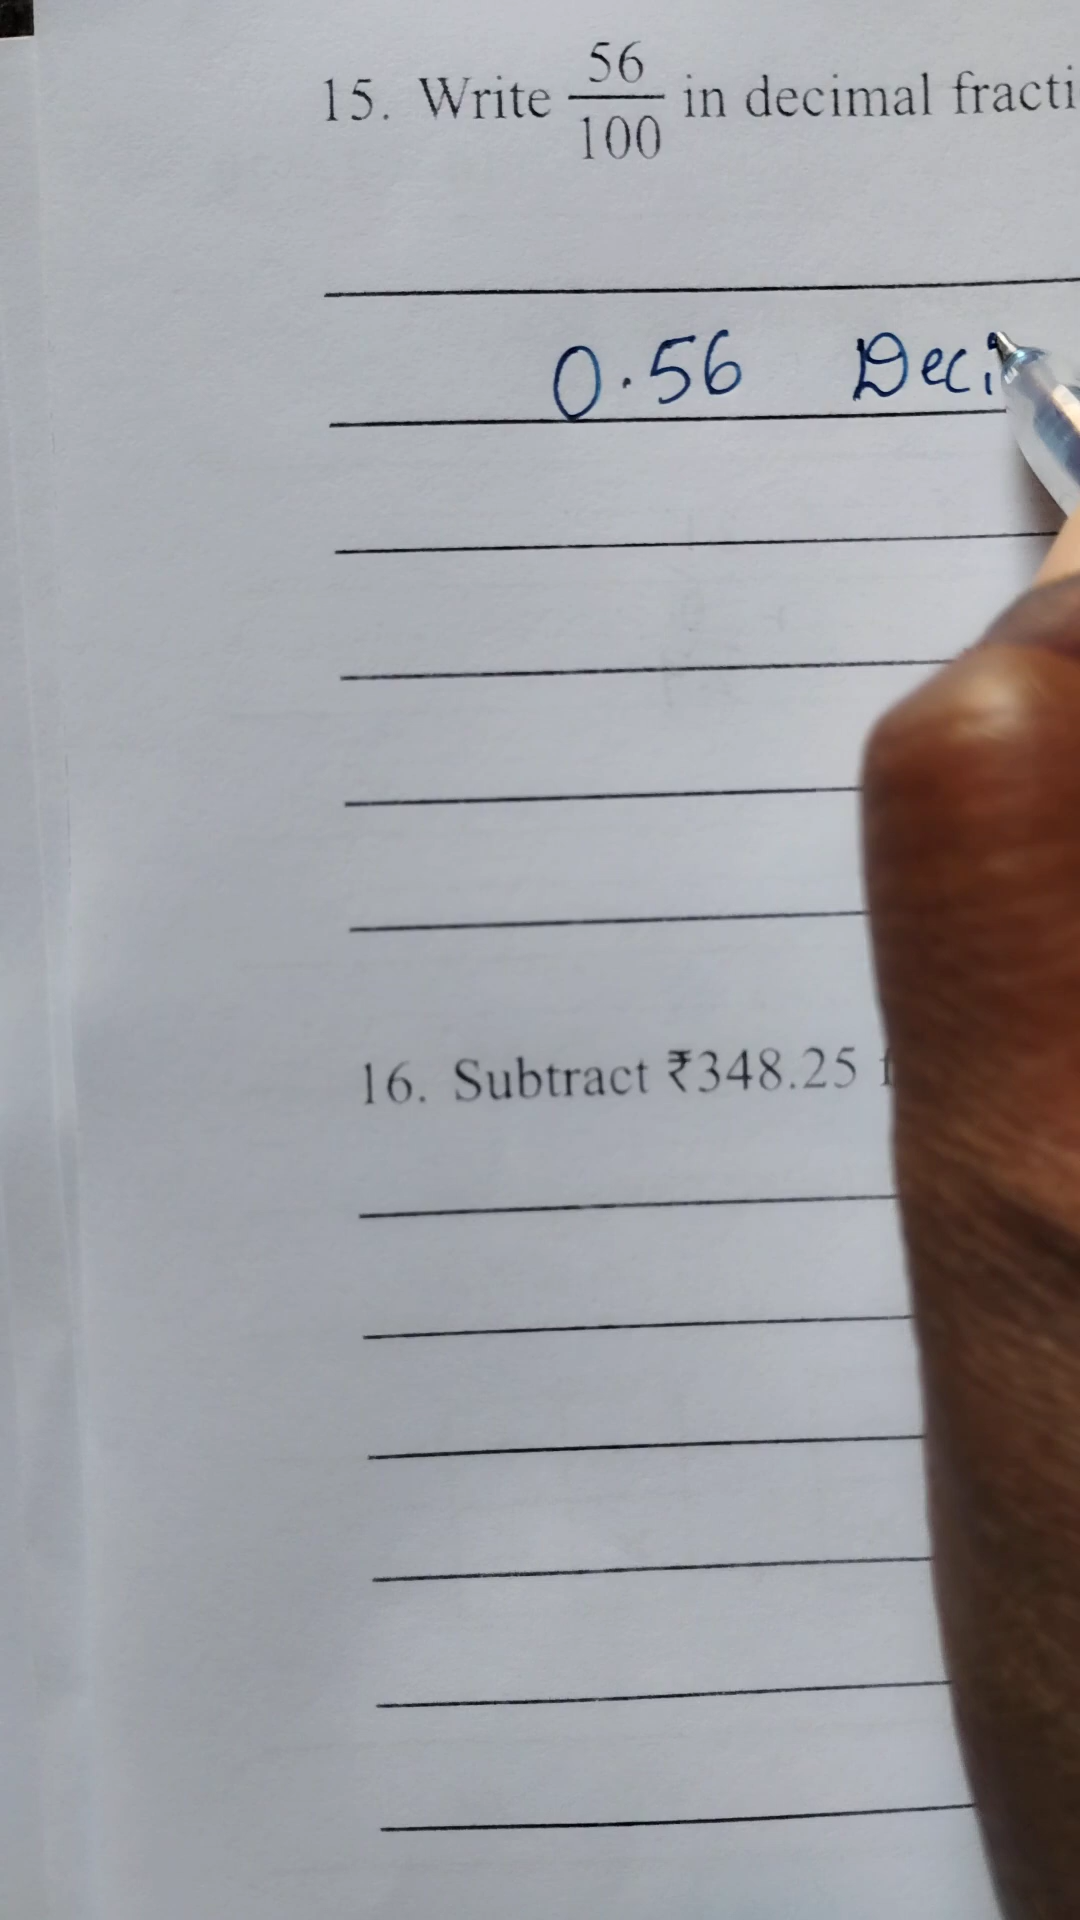 15. Write 56/100 in decimal fracti
0.56 Deci
16. Subtract ₹348.25